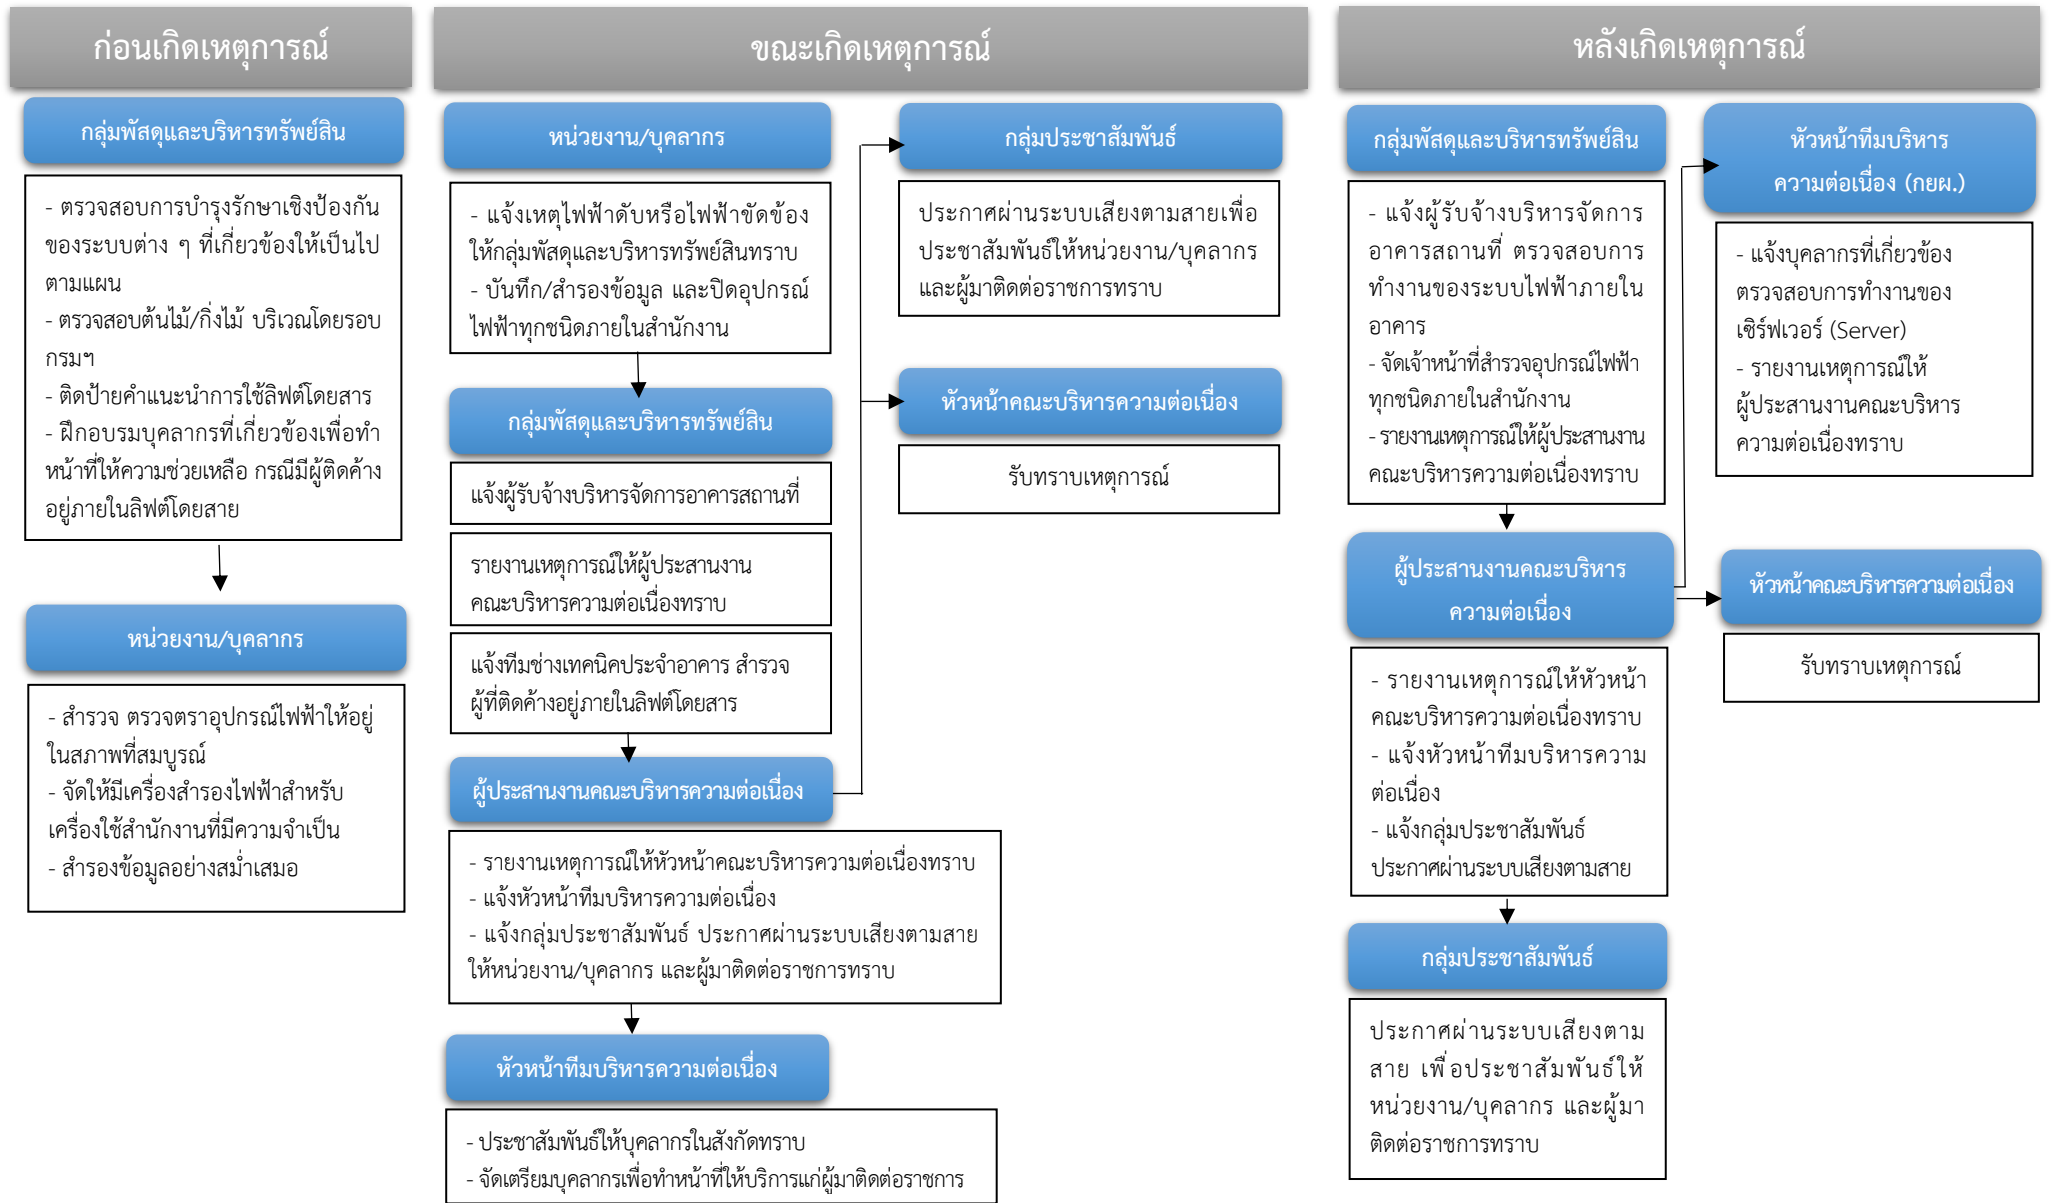 ก่อนเกิดเหตุการณ์
กลุ่มพัสดุและบริหารทรัพย์สิน
- ตรวจสอบการบำรุงรักษาเชิงป้องกัน
ของระบบต่าง ๆ ที่เกี่ยวข้องให้เป็นไป
ตามแผน
- ตรวจสอบต้นไม้/กิ่งไม้ บริเวณโดยรอบ
กรมฯ
- ติดป้ายคำแนะนำการใช้ลิฟต์โดยสาร
- ฝึกอบรมบุคลากรที่เกี่ยวข้องเพื่อทำ
หน้าที่ให้ความช่วยเหลือ กรณีมีผู้ติดค้าง
อยู่ภายในลิฟต์โดยสาย
หน่วยงาน/บุคลากร
- สำรวจ ตรวจตราอุปกรณ์ไฟฟ้าให้อยู่
ในสภาพที่สมบูรณ์
- จัดให้มีเครื่องสำรองไฟฟ้าสำหรับ
เครื่องใช้สำนักงานที่มีความจำเป็น
- สำรองข้อมูลอย่างสม่ำเสมอ
ขณะเกิดเหตุการณ์
หน่วยงาน/บุคลากร
- แจ้งเหตุไฟฟ้าดับหรือไฟฟ้าขัดข้อง
ให้กลุ่มพัสดุและบริหารทรัพย์สินทราบ
- บันทึก/สำรองข้อมูล และปิดอุปกรณ์
ไฟฟ้าทุกชนิดภายในสำนักงาน
กลุ่มพัสดุและบริหารทรัพย์สิน
แจ้งผู้รับจ้างบริหารจัดการอาคารสถานที่
รายงานเหตุการณ์ให้ผู้ประสานงาน
คณะบริหารความต่อเนื่องทราบ
แจ้งทีมช่างเทคนิคประจำอาคาร สำรวจ
ผู้ที่ติดค้างอยู่ภายในลิฟต์โดยสาร
ผู้ประสานงานคณะบริหารความต่อเนื่อง
- รายงานเหตุการณ์ให้หัวหน้าคณะบริหารความต่อเนื่องทราบ
- แจ้งหัวหน้าทีมบริหารความต่อเนื่อง
- แจ้งกลุ่มประชาสัมพันธ์ ประกาศผ่านระบบเสียงตามสาย
ให้หน่วยงาน/บุคลากร และผู้มาติดต่อราชการทราบ
หัวหน้าทีมบริหารความต่อเนื่อง
- ประชาสัมพันธ์ให้บุคลากรในสังกัดทราบ
- จัดเตรียมบุคลากรเพื่อทำหน้าที่ให้บริการแก่ผู้มาติดต่อราชการ
กลุ่มประชาสัมพันธ์
ประกาศผ่านระบบเสียงตามสายเพื่อ
ประชาสัมพันธ์ให้หน่วยงาน/บุคลากร
และผู้มาติดต่อราชการทราบ
หัวหน้าคณะบริหารความต่อเนื่อง
รับทราบเหตุการณ์
หลังเกิดเหตุการณ์
กลุ่มพัสดุและบริหารทรัพย์สิน
- แจ้งผู้รับจ้างบริหารจัดการ
อาคารสถานที่ ตรวจสอบการ
ทำงานของระบบไฟฟ้าภายใน
อาคาร
- จัดเจ้าหน้าที่สำรวจอุปกรณ์ไฟฟ้า
ทุกชนิดภายในสำนักงาน
- รายงานเหตุการณ์ให้ผู้ประสานงาน
คณะบริหารความต่อเนื่องทราบ
ผู้ประสานงานคณะบริหาร
ความต่อเนื่อง
- รายงานเหตุการณ์ให้หัวหน้า
คณะบริหารความต่อเนื่องทราบ
- แจ้งหัวหน้าทีมบริหารความ
ต่อเนื่อง
- แจ้งกลุ่มประชาสัมพันธ์
ประกาศผ่านระบบเสียงตามสาย
กลุ่มประชาสัมพันธ์
ประกาศผ่านระบบเสียงตาม
สาย เพื่อประชาสัมพันธ์ให้
หน่วยงาน/บุคลากร และผู้มา
ติดต่อราชการทราบ
หัวหน้าทีมบริหาร
ความต่อเนื่อง (กยผ.)
- แจ้งบุคลากรที่เกี่ยวข้อง
ตรวจสอบการทำงานของ
เซิร์ฟเวอร์ (Server)
- รายงานเหตุการณ์ให้
ผู้ประสานงานคณะบริหาร
ความต่อเนื่องทราบ
หัวหน้าคณะบริหารความต่อเนื่อง
รับทราบเหตุการณ์